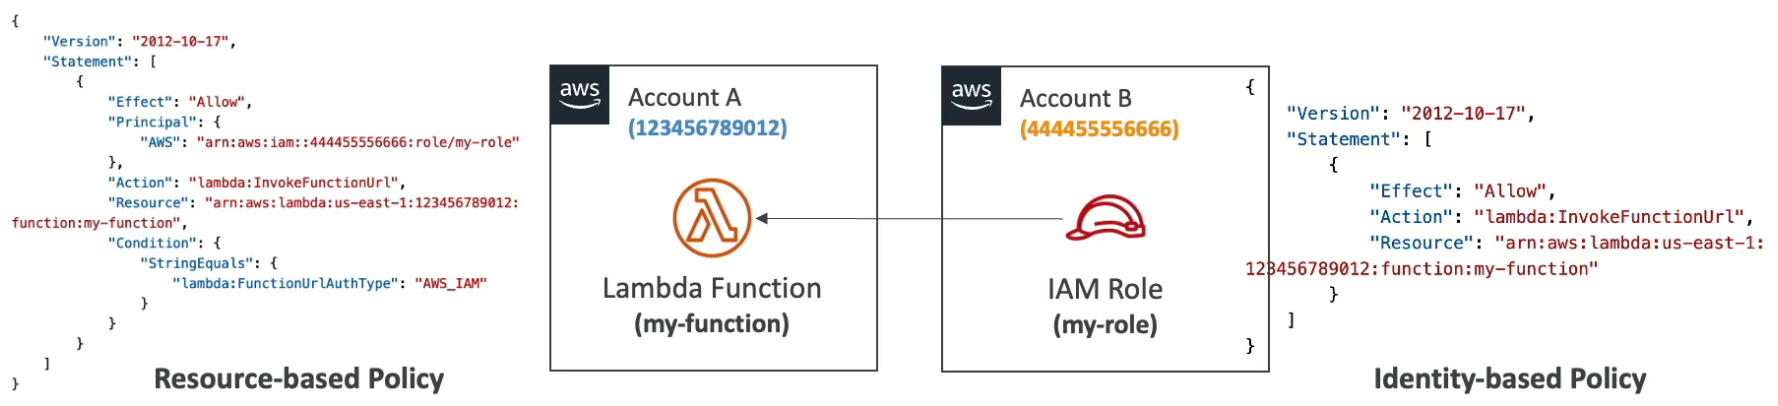 {
    "Version": "2012-10-17",
    "Statement": [
        {
            "Effect": "Allow",
            "Principal": {
                "AWS": "arn:aws:iam::444455556666:role/my-role"
            },
            "Action": "lambda:InvokeFunctionUrl",
            "Resource": "arn:aws:lambda:us-east-1:123456789012:
function:my-function",
            "Condition": {
                "StringEquals": {
                    "lambda:FunctionUrlAuthType": "AWS_IAM"
                }
            }
        }
    ]
}
Resource-based Policy
aws
Account A
(123456789012)
Lambda Function
(my-function)
aws
Account B
(444455556666)
IAM Role
(my-role)
{
    "Version": "2012-10-17",
    "Statement": [
        {
            "Effect": "Allow",
            "Action": "lambda:InvokeFunctionUrl",
            "Resource": "arn:aws:lambda:us-east-1:
123456789012:function:my-function"
        }
    ]
}
Identity-based Policy